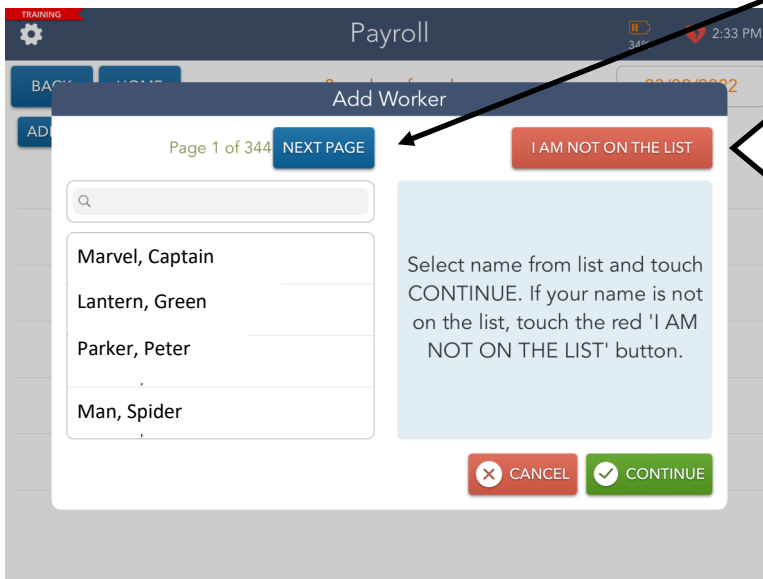 TRAINING
Payroll
34%
2:33 PM
BACK
HOME
Add Worker
Page 1 of 344
NEXT PAGE
I AM NOT ON THE LIST
Marvel, Captain
Lantern, Green
Parker, Peter
Man, Spider
Select name from list and touch
CONTINUE. If your name is not
on the list, touch the red 'I AM
NOT ON THE LIST' button.
CANCEL
CONTINUE